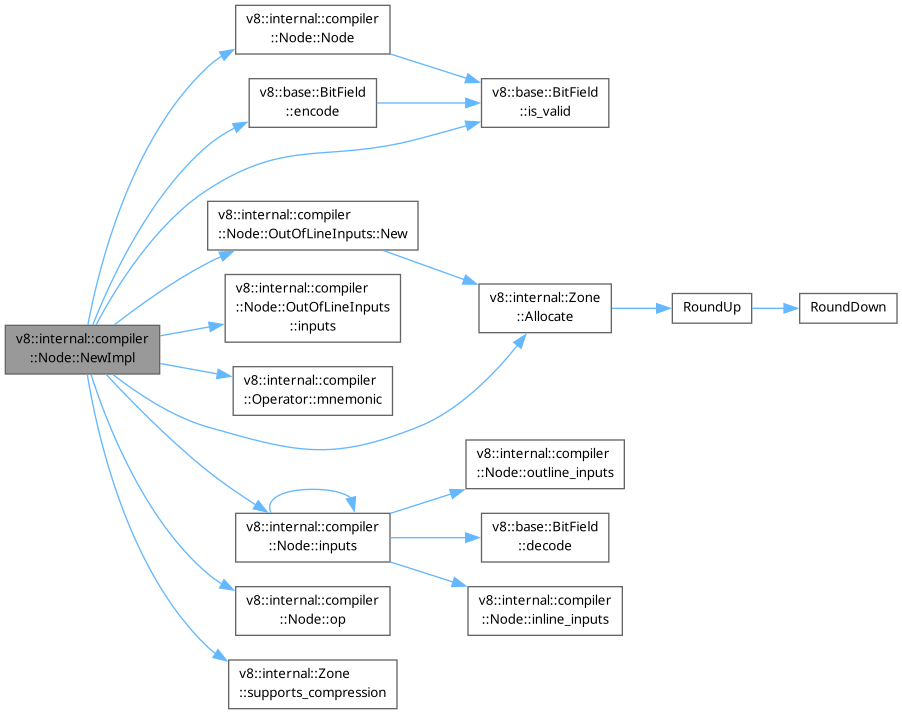 v8::internal::compiler
::Node::NewImpl
v8::internal::compiler
::Node::Node
v8::base::BitField
::encode
v8::base::BitField
::is_valid
v8::internal::compiler
::Node::OutOfLineInputs::New
v8::internal::compiler
::Node::OutOfLineInputs
::inputs
v8::internal::Zone
::Allocate
RoundUp
RoundDown
v8::internal::compiler
::Operator::mnemonic
v8::internal::compiler
::Node::inputs
v8::internal::compiler
::Node::outline_inputs
v8::base::BitField
::decode
v8::internal::compiler
::Node::inline_inputs
v8::internal::compiler
::Node::op
v8::internal::Zone
::supports_compression